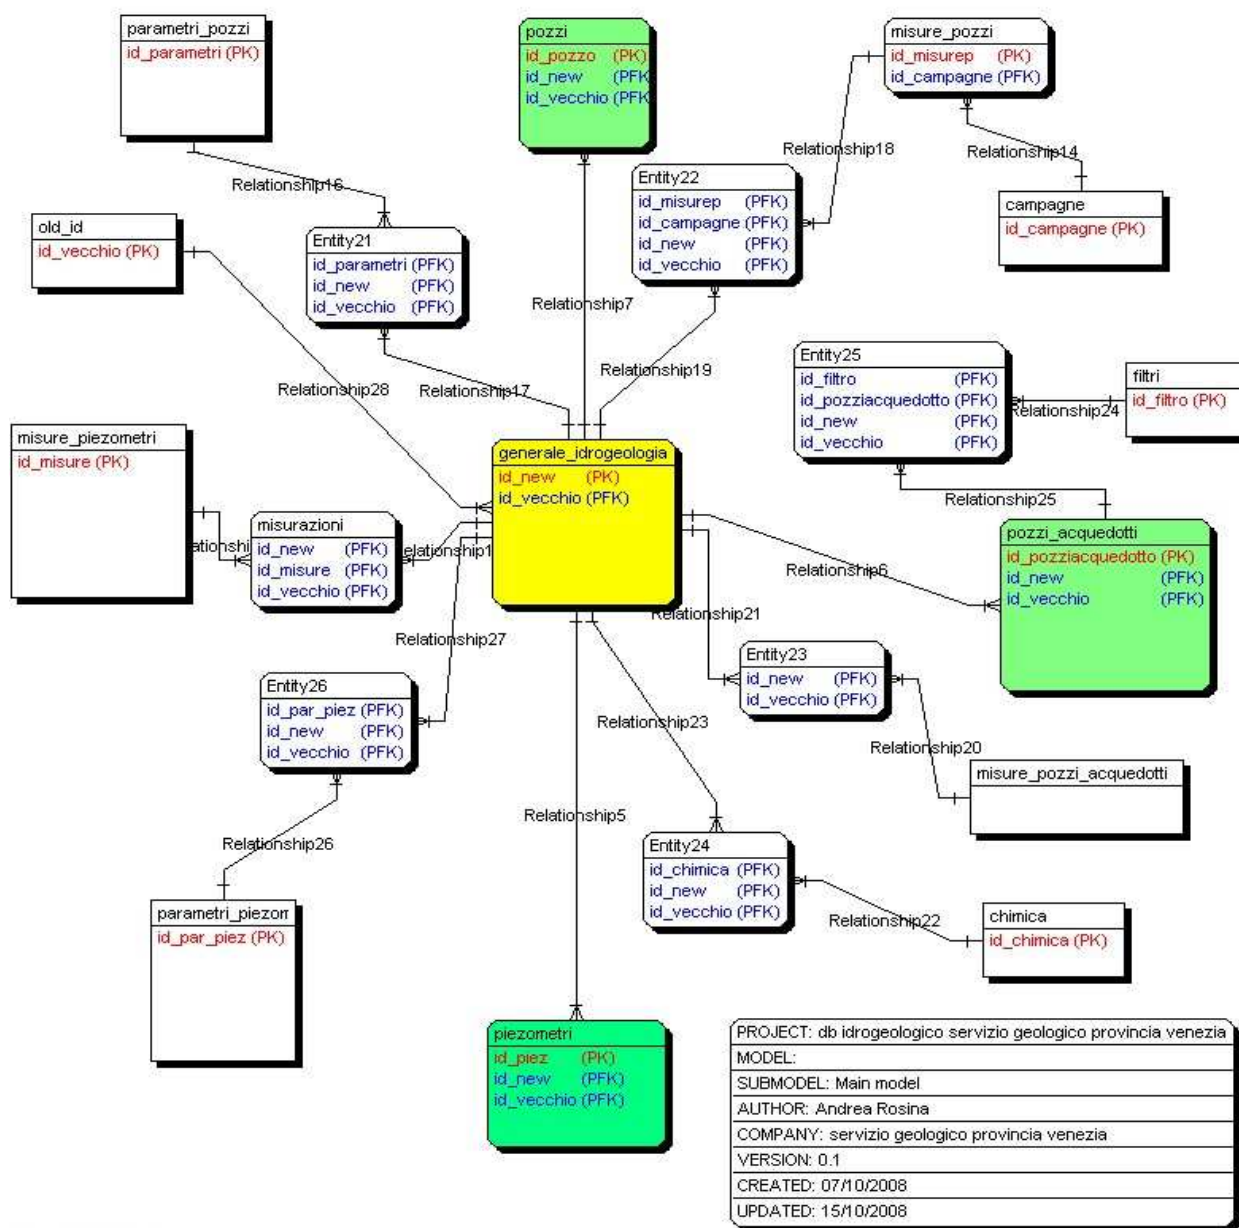 parametri_pozzi
id_parametri (PK)
pozzi
id_pozzo (PK)
id_new (PFK
id_vecchio (PFK
misure_pozzi
id_misurep (PK)
id_campagne (PFK)
Relationship18
Relationship14
Relationship16
Entity22
id_misurep (PFK)
id_campagne (PFK)
id_new (PFK)
id_vecchio (PFK)
campagne
id_campagne (PK)
old_id
id_vecchio (PK)
Entity21
id_parametri (PFK)
id_new (PFK)
id_vecchio (PFK)
Relationship7
Relationship19
Relationship28
Relationship17
Entity25
id_filtro (PFK)
id_pozziacquedotto (PFK)
id_new (PFK)
id_vecchio (PFK)
filtri
id_filtro (PK)
Relationship24
Relationship25
misure_piezometri
id_misure (PK)
generale_idrogeologia
id_new (PK)
id_vecchio (PFK)
misurazioni
id_new (PFK)
id_misure (PFK)
id_vecchio (PFK)
elationshi
elationship1
pozzi_acquedotti
id_pozziacquedotto (PK)
id_new (PFK)
id_vecchio (PFK)
Relationship6
Relationship21
Relationship27
Entity23
id_new (PFK)
id_vecchio (PFK)
Entity26
id_par_piez (PFK)
id_new (PFK)
id_vecchio (PFK)
Relationship23
Relationship20
misure_pozzi_acquedotti
Relationship5
Relationship26
Entity24
id_chimica (PFK)
id_new (PFK)
id_vecchio (PFK)
Relationship22
parametri_piezon
id_par_piez (PK)
chimica
id_chimica (PK)
piezometri
id_piez (PK)
id_new (PFK)
id_vecchio (PFK)
PROJECT: db idrogeologico servizio geologico provincia venezia
MODEL:
SUBMODEL: Main model
AUTHOR: Andrea Rosina
COMPANY: servizio geologico provincia venezia
VERSION: 0.1
CREATED: 07/10/2008
UPDATED: 15/10/2008